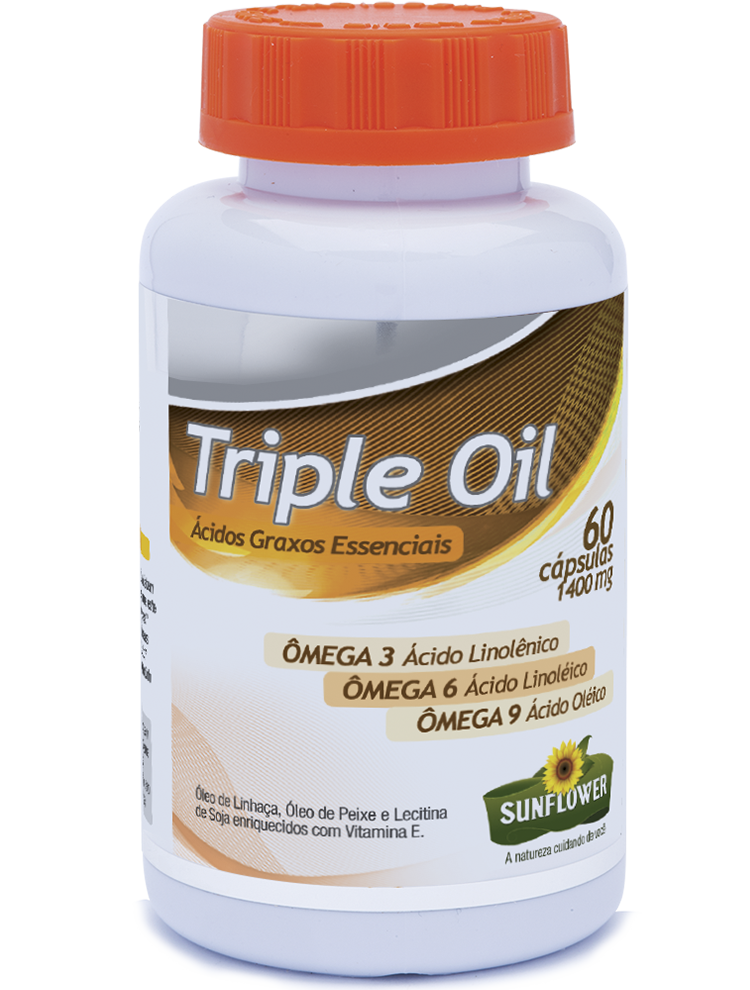 Triple Oil
Ácidos Graxos Essenciais
60
cápsulas
1400 mg
ÔMEGA 3 Ácido Linolênico
ÔMEGA 6 Ácido Linoléico
ÔMEGA 9 Ácido Oléico
Óleo de Linhaça, Óleo de Peixe e Lecitina
de Soja enriquecidos com Vitamina E.
SUNFLOWER
A natureza cuidando de você